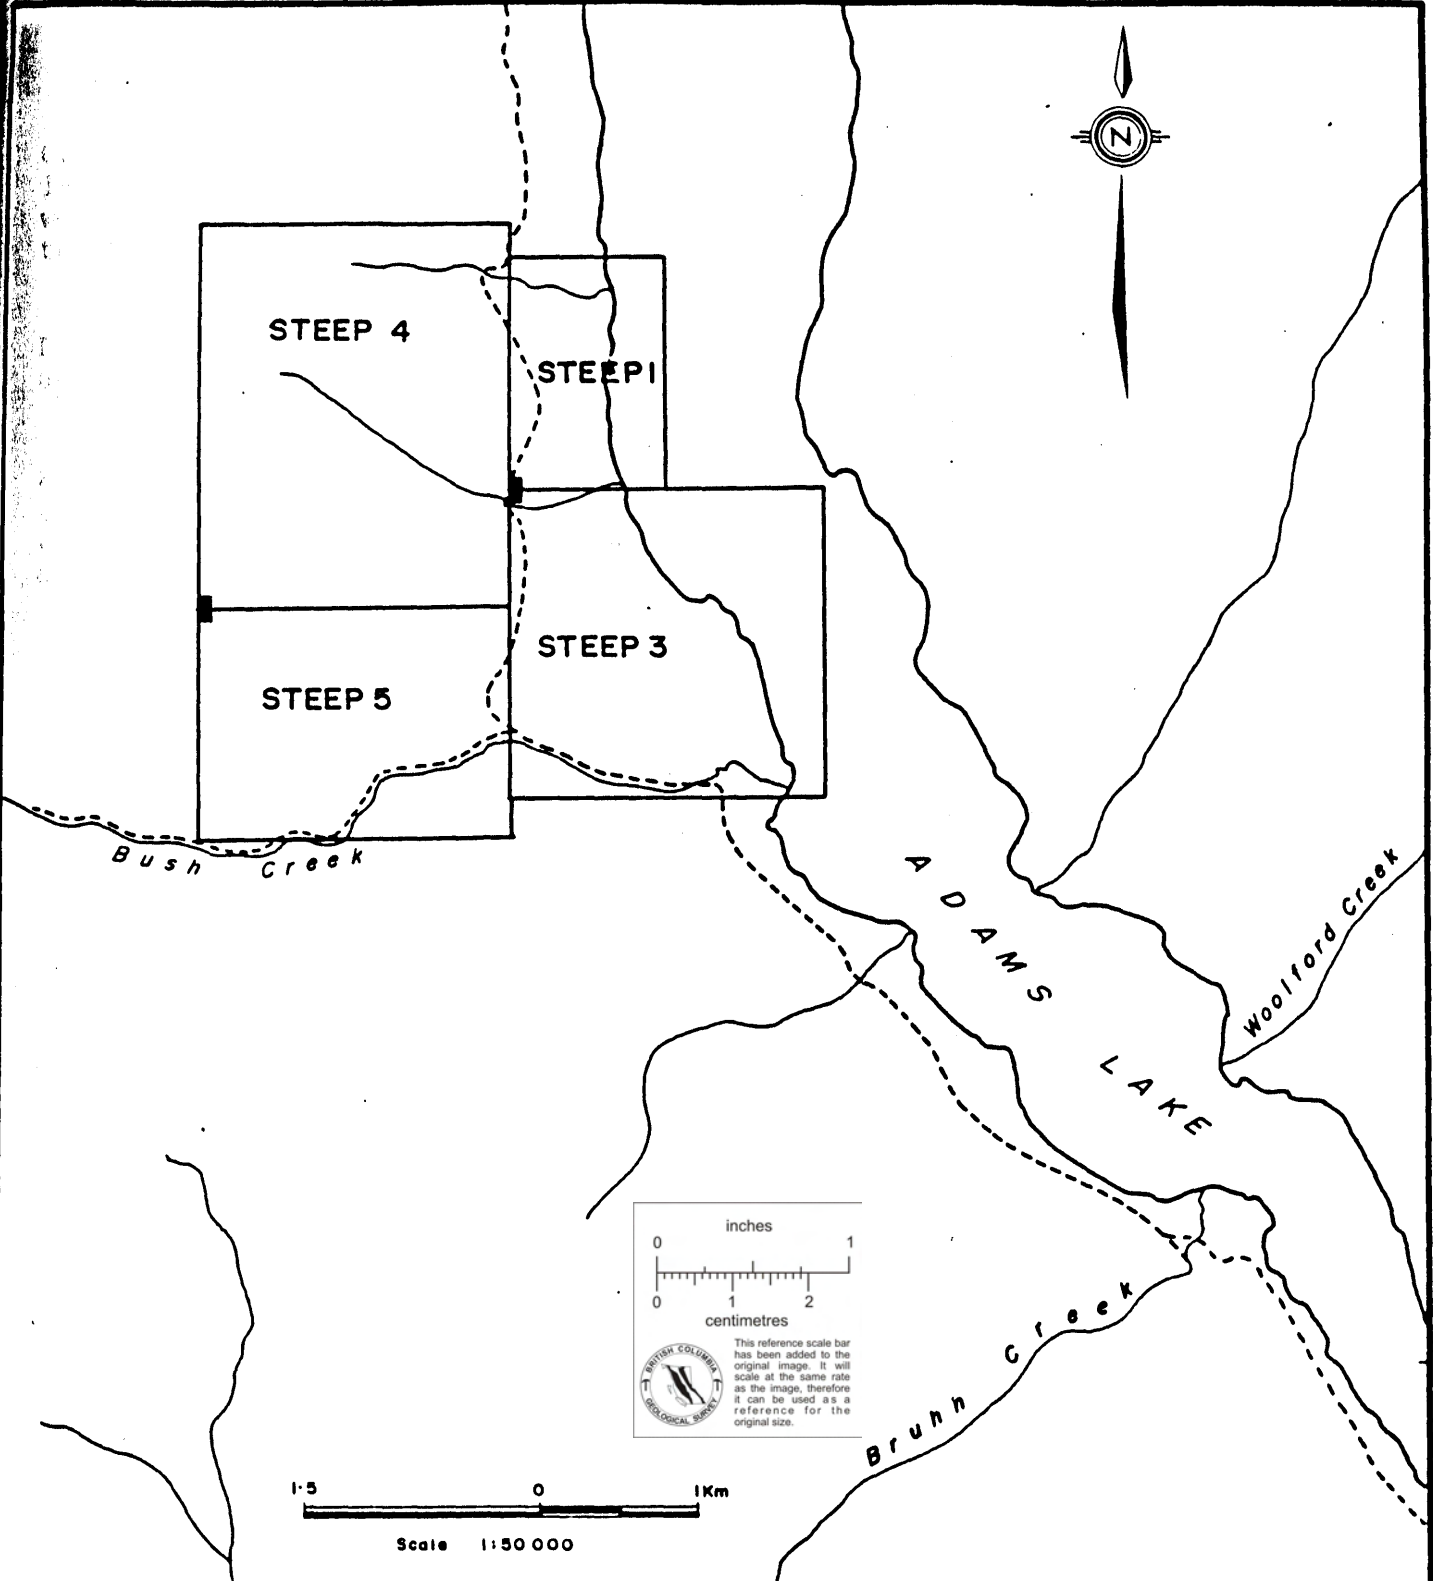 N
STEEP 4
STEEP 1
STEEP 3
STEEP 5
Bush Creek
ADAMS LAKE
Woolford Creek
inches
0 1
0 1 2
centimetres
This reference scale bar
has been added to the
original image. It will
scale at the same rate
as the image, therefore
it can be used as a
reference for the
original size.
BRITISH COLUMBIA
GEOLOGICAL SURVEY
Bruhn Creek
1·5 0 1Km
Scale 1:50 000